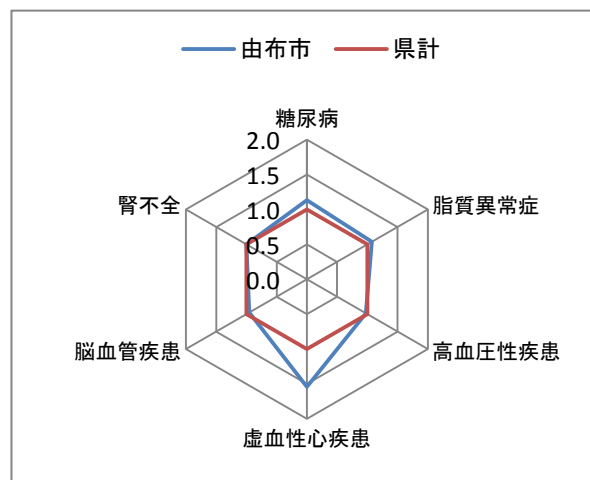 由布市 県計
糖尿病
2.0
1.5
1.0
0.5
0.0
脂質異常症
高血圧性疾患
虚血性心疾患
脳血管疾患
腎不全